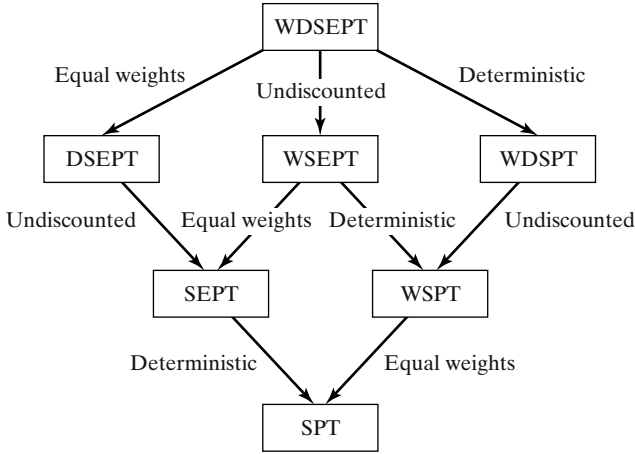 WDSEPT
Equal weights
Undiscounted
Deterministic
DSEPT
WSEPT
WDSPT
Undiscounted
Equal weights
Deterministic
Undiscounted
SEPT
WSPT
Deterministic
Equal weights
SPT